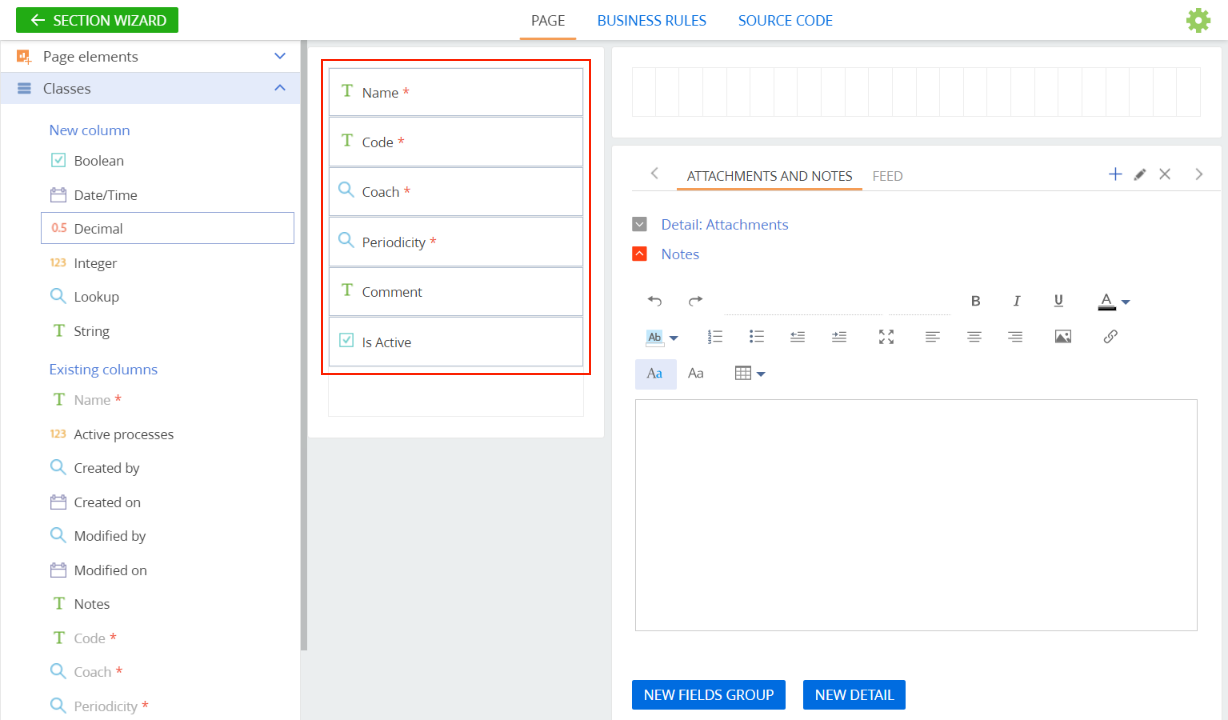 SECTION WIZARD
PAGE BUSINESS RULES SOURCE CODE
Page elements
Classes
New column
Boolean
Date/Time
0.5 Decimal
123 Integer
Lookup
T String
Existing columns
T Name *
123 Active processes
Created by
Created on
Modified by
Modified on
T Notes
T Code *
Coach *
Periodicity *
T Name *
T Code *
Coach *
Periodicity *
T Comment
Is Active
ATTACHMENTS AND NOTES FEED
Detail: Attachments
Notes
B I U A
Ab
Aa Aa
NEW FIELDS GROUP NEW DETAIL